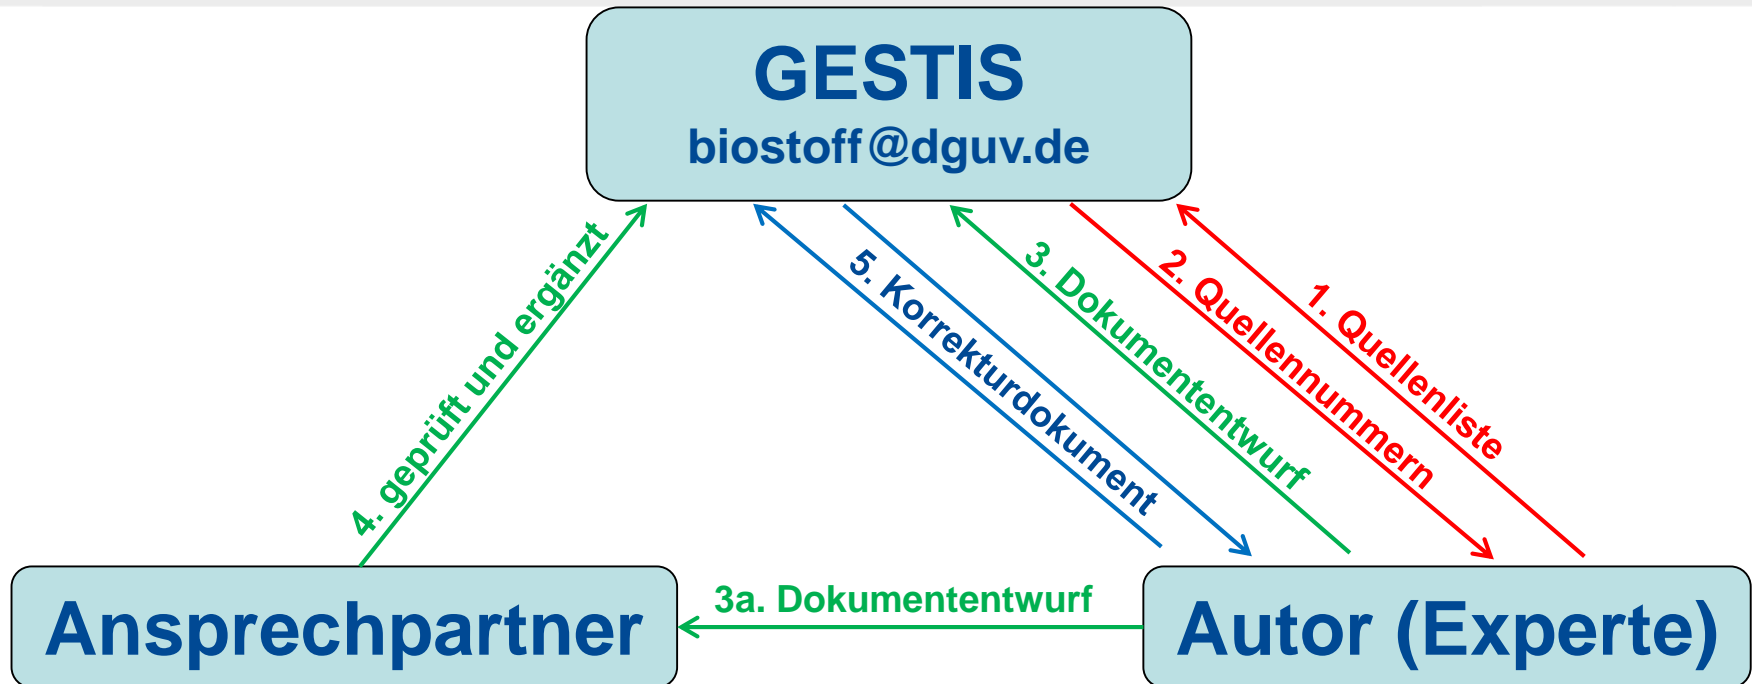 GESTIS
biostoff@dguv.de
4. geprüft und ergänzt
5. Korrekturdokument
3. Dokumententwurf
2. Quellennummern
1. Quellenliste
3a. Dokumententwurf
Ansprechpartner
Autor (Experte)